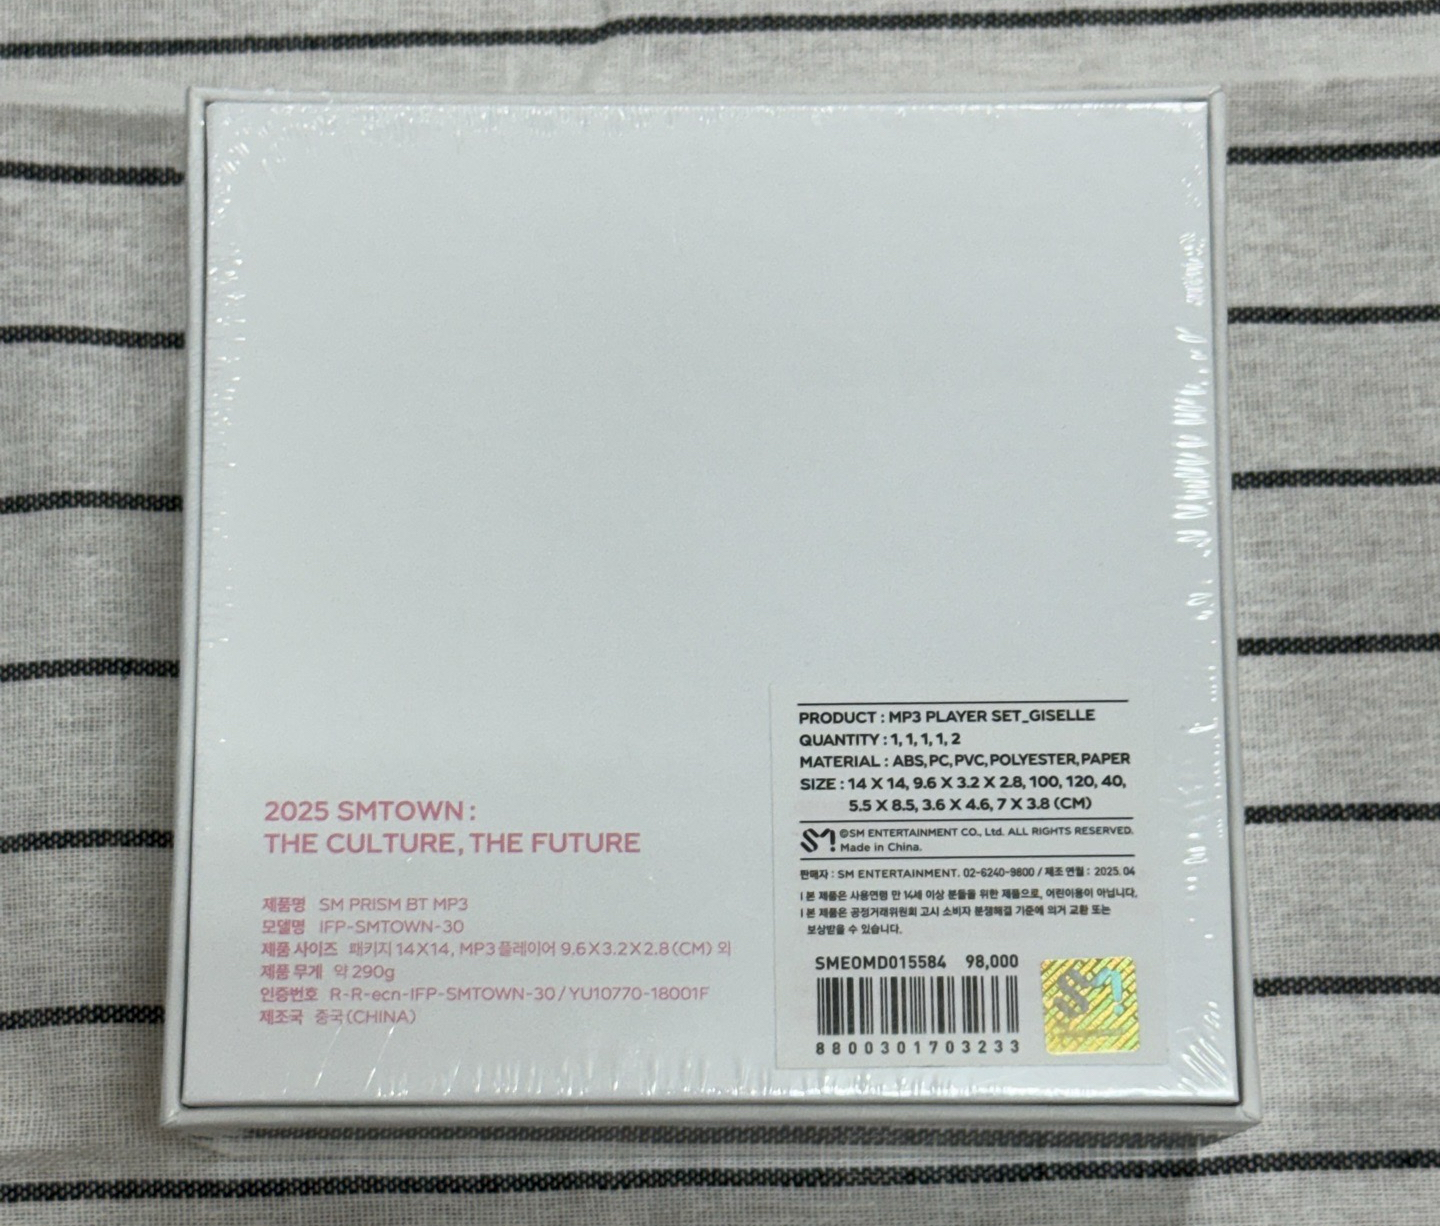 2025 SMTOWN :
THE CULTURE, THE FUTURE
제품명 SM PRISM BT MP3
모델명 IFP-SMTOWN-30
제품 사이즈 패키지 14X14, MP3플레이어 9.6X3.2X2.8(CM) 외
제품 무게 약 290g
인증번호 R-R-ecn-IFP-SMTOWN-30/YU10770-18001F
제조국 중국(CHINA)
PRODUCT : MP3 PLAYER SET_GISELLE
QUANTITY : 1, 1, 1, 1, 2
MATERIAL : ABS, PC, PVC, POLYESTER, PAPER
SIZE : 14 X 14, 9.6 X 3.2 X 2.8, 100, 120, 40,
5.5 X 8.5, 3.6 X 4.6, 7 X 3.8 (CM)
SM! ©SM ENTERTAINMENT CO., Ltd. ALL RIGHTS RESERVED.
Made in China.
판매자 : SM ENTERTAINMENT. 02-6240-9800 / 제조 연월 : 2025. 04
I 본 제품은 사용연령 만 14세 이상 분들을 위한 제품으로, 어린이용이 아닙니다.
I 본 제품은 공정거래위원회 고시 소비자 분쟁해결 기준에 의거 교환 또는
보상받을 수 있습니다.
SMEOMD015584 98,000
8800301703233